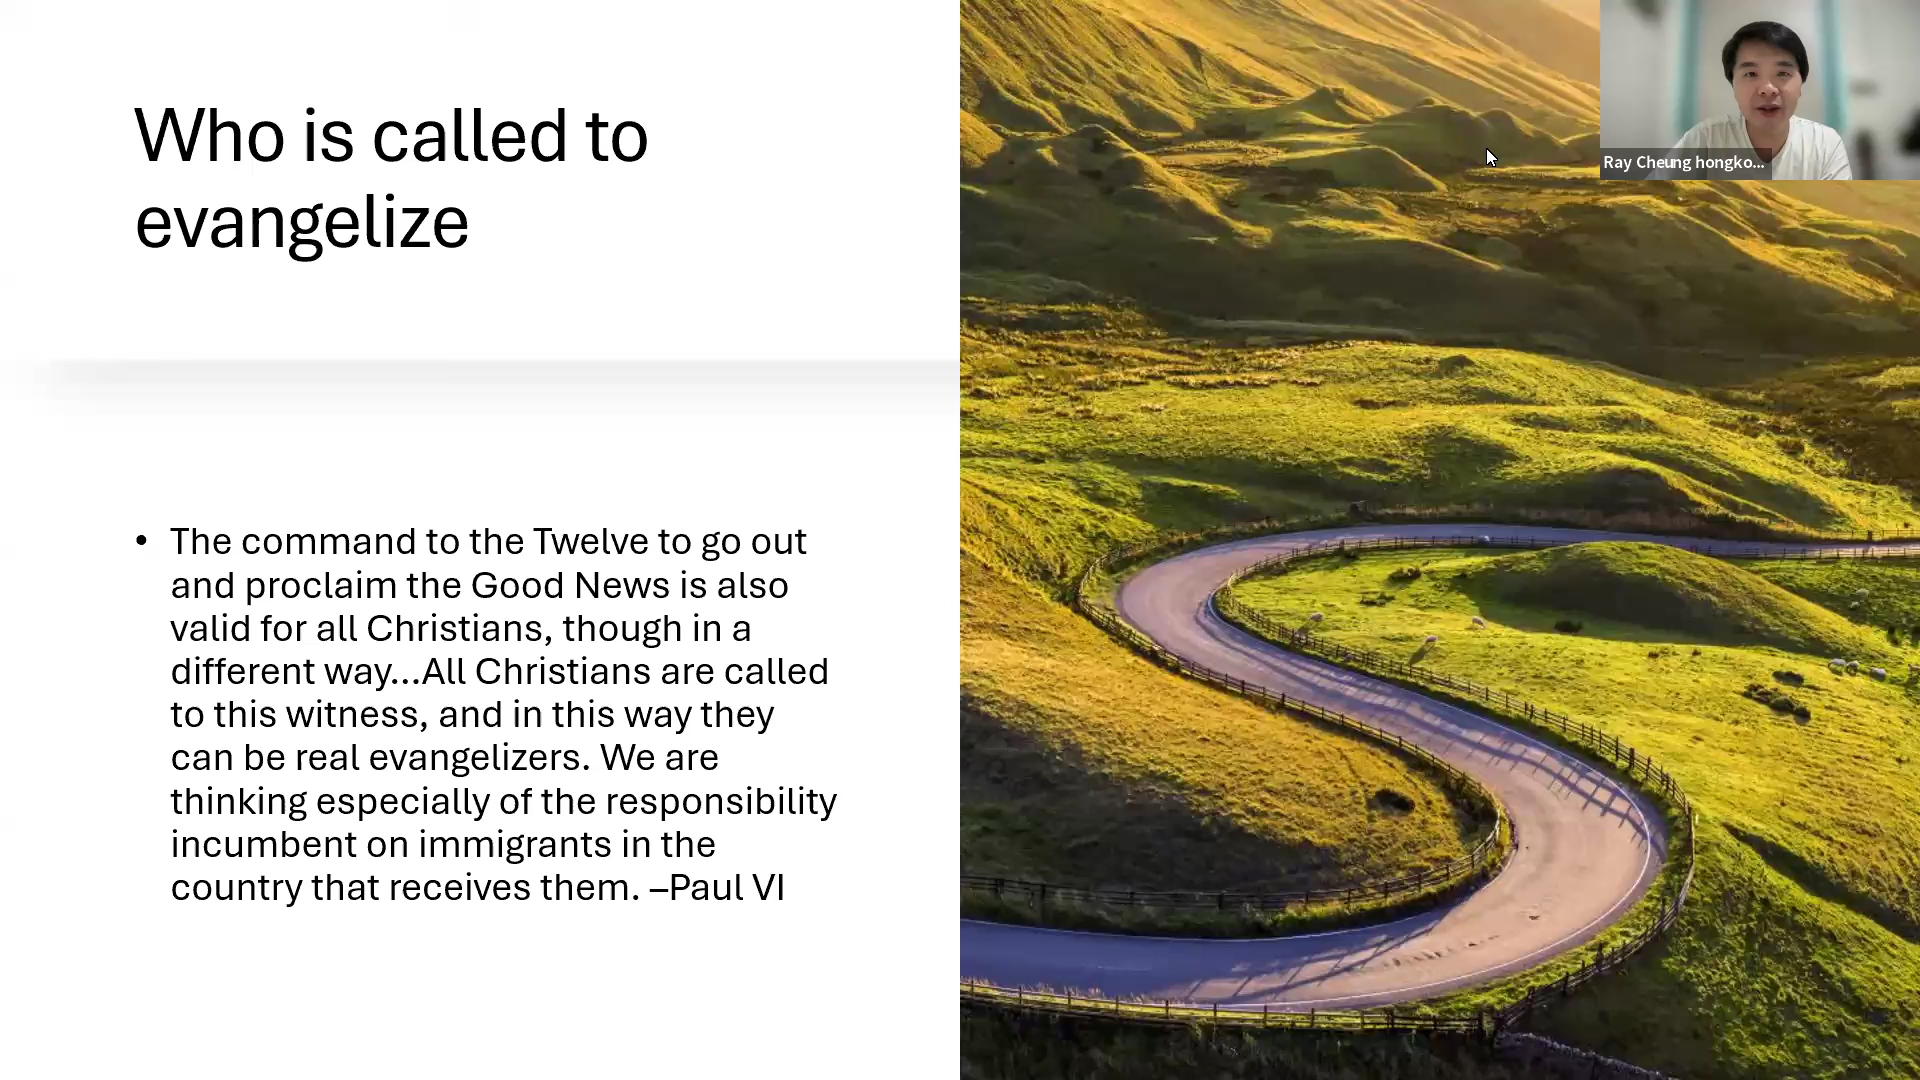 Who is called to
evangelize
• The command to the Twelve to go out
and proclaim the Good News is also
valid for all Christians, though in a
different way...All Christians are called
to this witness, and in this way they
can be real evangelizers. We are
thinking especially of the responsibility
incumbent on immigrants in the
country that receives them. –Paul VI
Ray Cheung hongko...